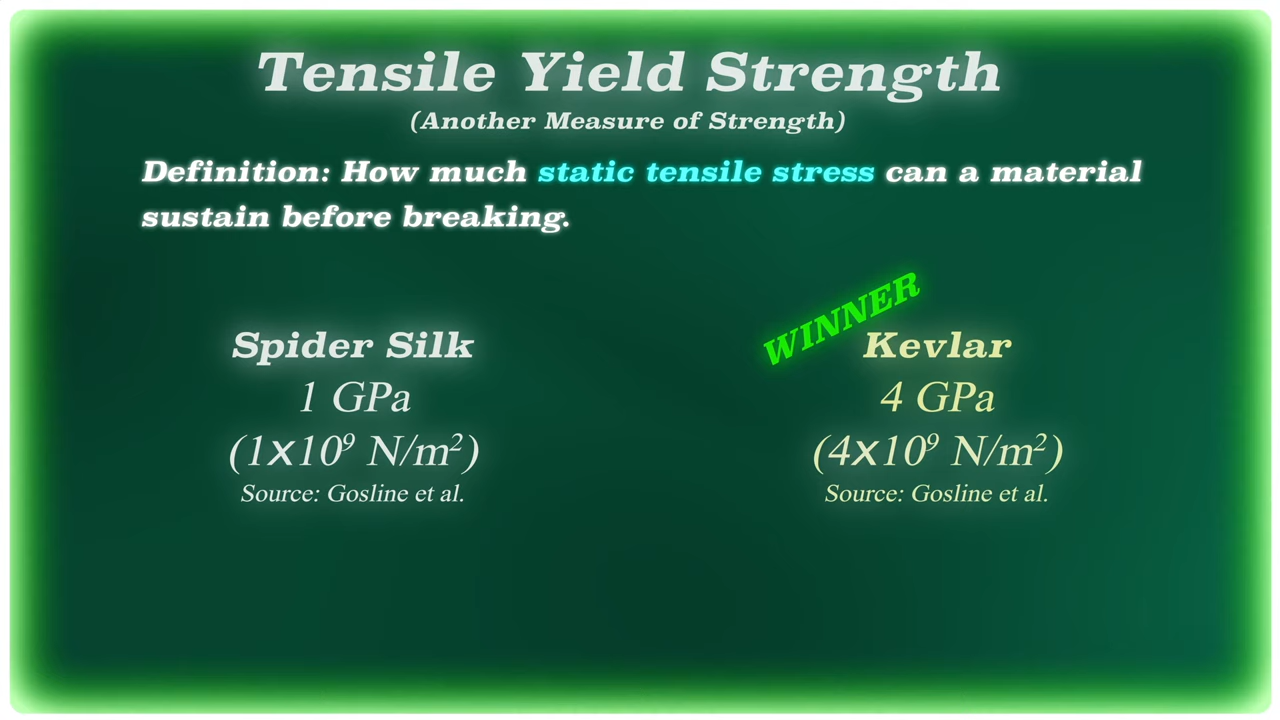 Tensile Yield Strength
(Another Measure of Strength)
Definition: How much static tensile stress can a material
sustain before breaking.
WINNER
Spider Silk
1 GPa
(1x10⁹ N/m²)
Source: Gosline et al.
Kevlar
4 GPa
(4x10⁹ N/m²)
Source: Gosline et al.